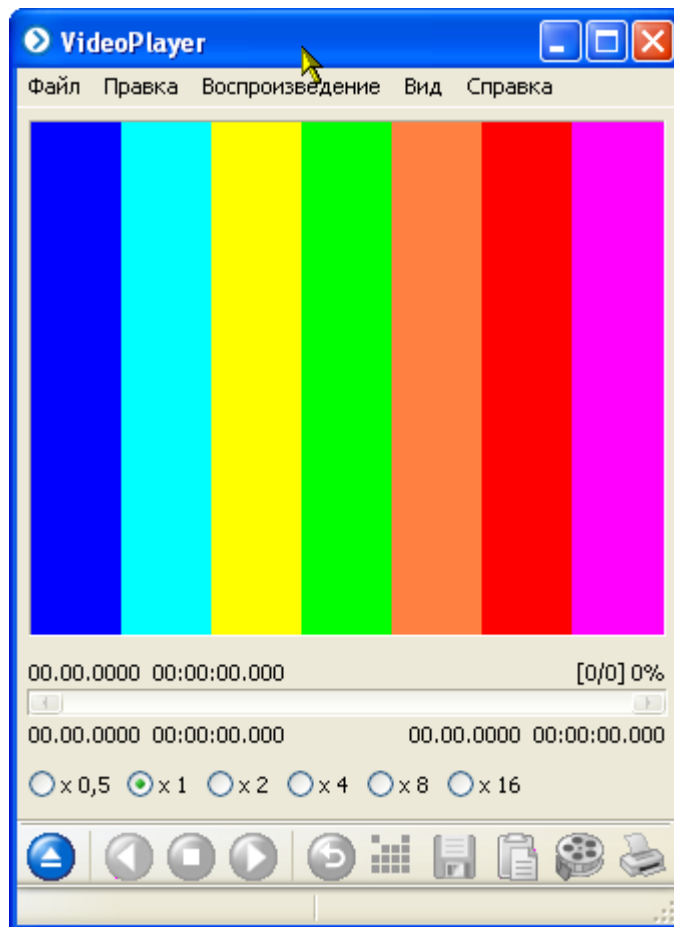 VideoPlayer
Файл Правка Воспроизведение Вид Справка
00.00.0000 00:00:00.000 [0/0] 0%
00.00.0000 00:00:00.000 00.00.0000 00:00:00.000
x 0,5 x 1 x 2 x 4 x 8 x 16